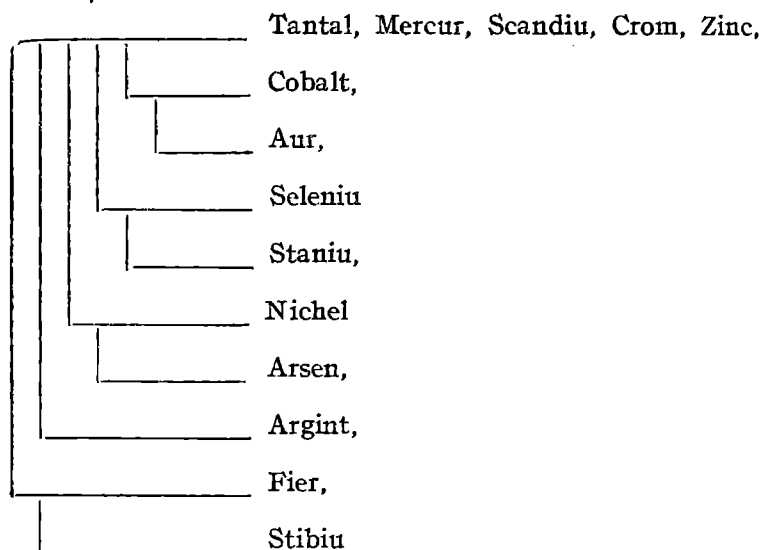 Tantal, Mercur, Scandiu, Crom, Zinc,
Cobalt,
Aur,
Seleniu
Staniu,
Nichel
Arsen,
Argint,
Fier,
Stibiu